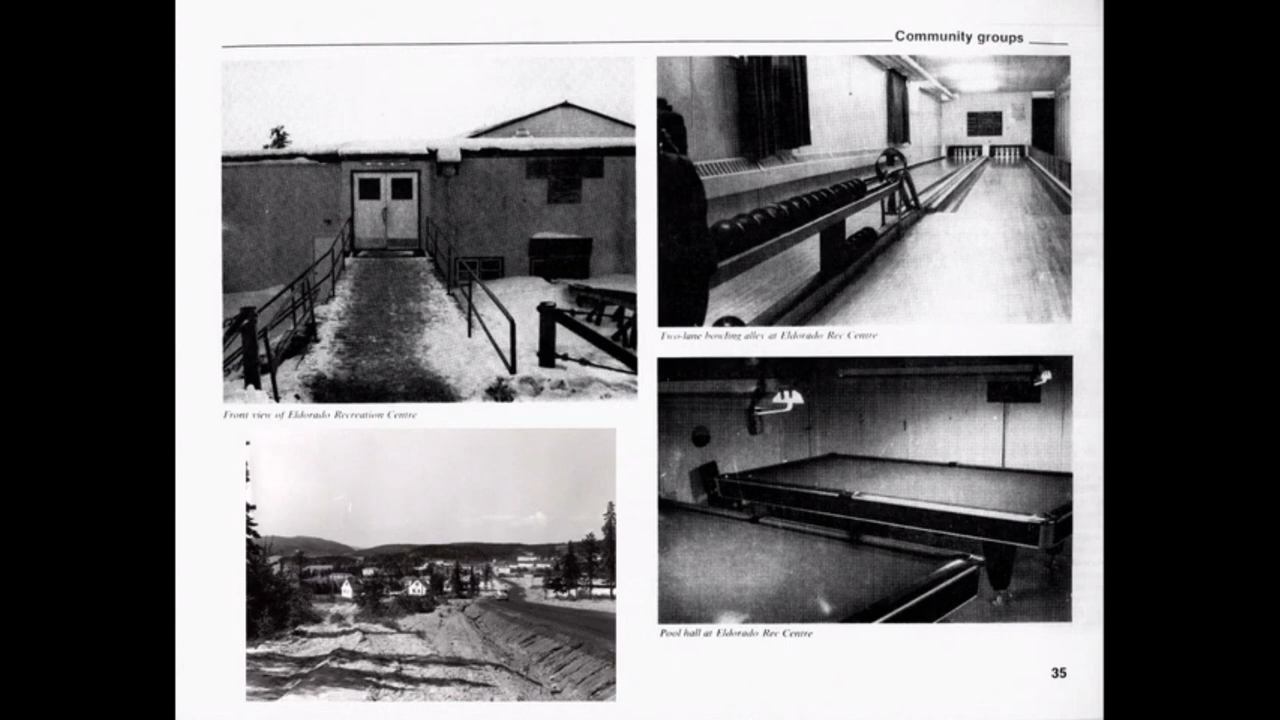 Community groups
Front view of Eldorado Recreation Centre
Two-lane bowling alley at Eldorado Rec Centre
Pool hall at Eldorado Rec Centre
35